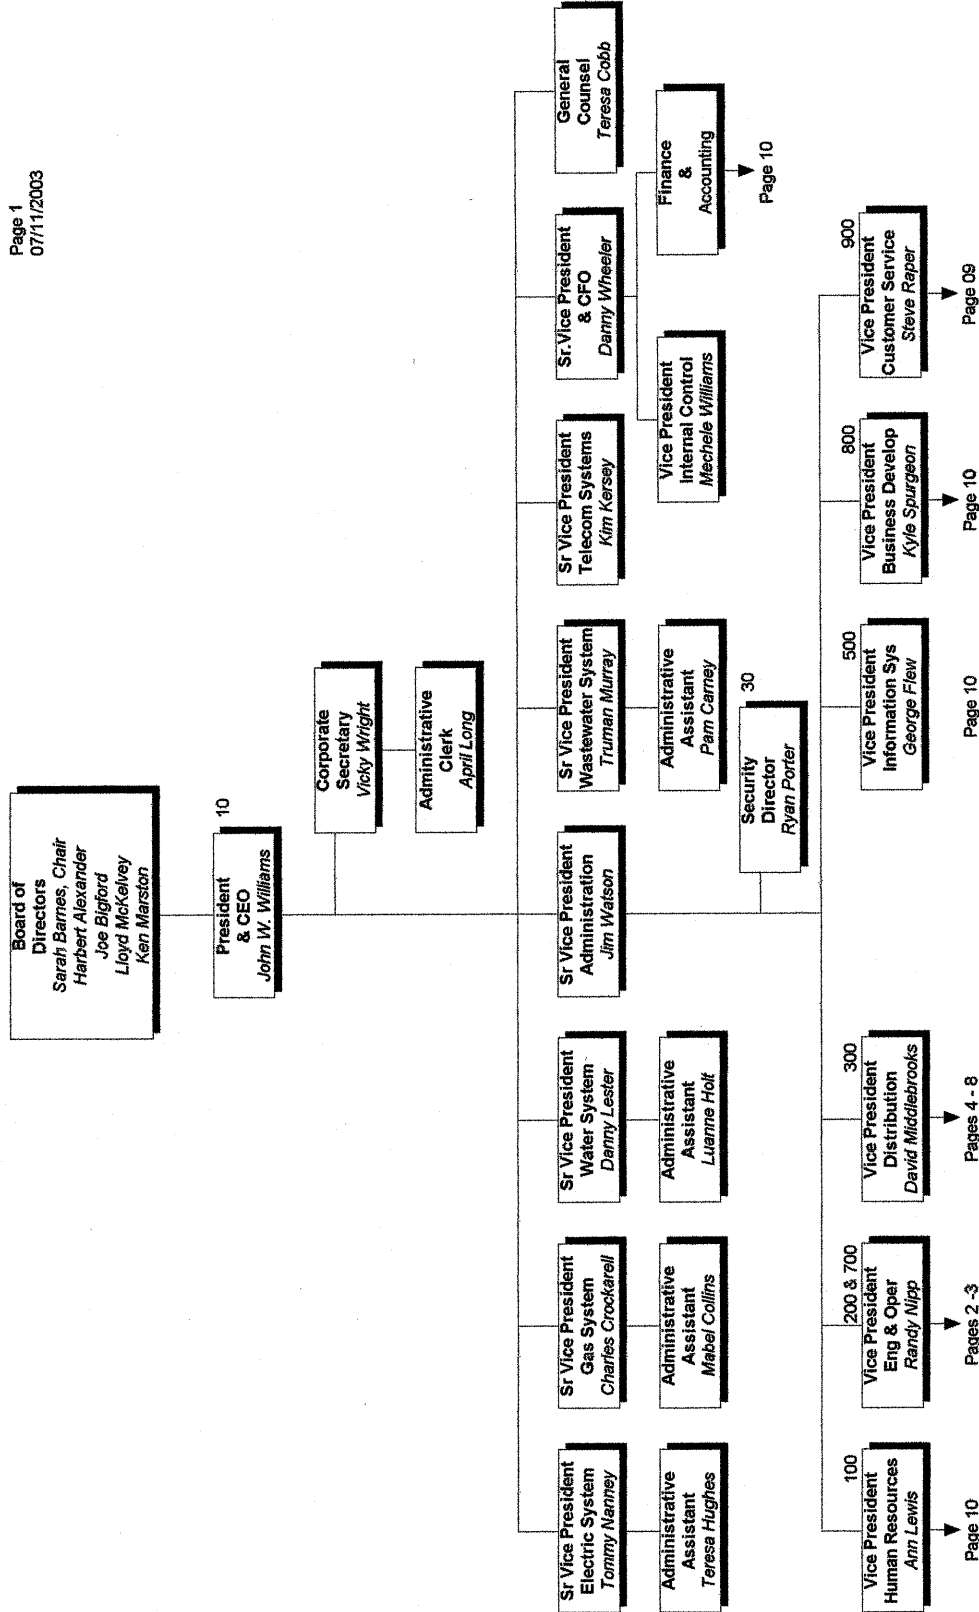 Page 1
07/11/2003
Board of
Directors
Sarah Barnes, Chair
Harbert Alexander
Joe Bigford
Lloyd McKelvey
Ken Marston
10
President
& CEO
John W. Williams
Corporate
Secretary
Vicky Wright
Administrative
Clerk
April Long
Sr Vice President
Electric System
Tommy Nanney
Sr Vice President
Gas System
Charles Crockarell
Sr Vice President
Water System
Danny Lester
Sr Vice President
Administration
Jim Watson
Sr Vice President
Wastewater System
Truman Murray
Sr Vice President
Telecom Systems
Kim Kersey
Sr.Vice President
& CFO
Danny Wheeler
General
Counsel
Teresa Cobb
Administrative
Assistant
Teresa Hughes
Administrative
Assistant
Mabel Collins
Administrative
Assistant
Luanne Holt
Administrative
Assistant
Pam Carney
Vice President
Internal Control
Mechele Williams
Finance
&
Accounting
Page 10
30
Security
Director
Ryan Porter
100
Vice President
Human Resources
Ann Lewis
Page 10
200 & 700
Vice President
Eng & Oper
Randy Nipp
Pages 2 -3
300
Vice President
Distribution
David Middlebrooks
Pages 4 - 8
500
Vice President
Information Sys
George Flew
Page 10
800
Vice President
Business Develop
Kyle Spurgeon
Page 10
900
Vice President
Customer Service
Steve Raper
Page 09